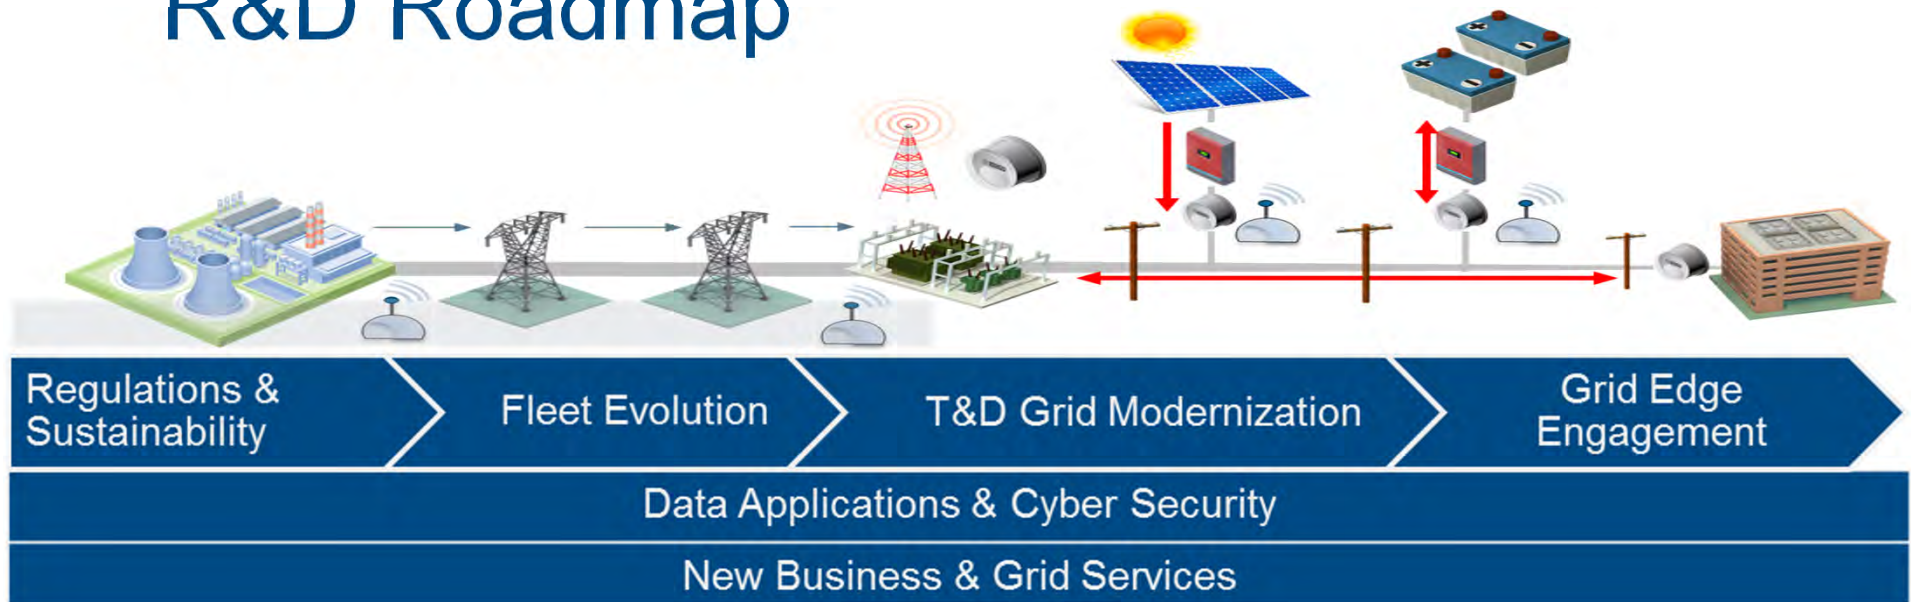 R&D Roadmap
Regulations &
Sustainability
Fleet Evolution
T&D Grid Modernization
Grid Edge
Engagement
Data Applications & Cyber Security
New Business & Grid Services